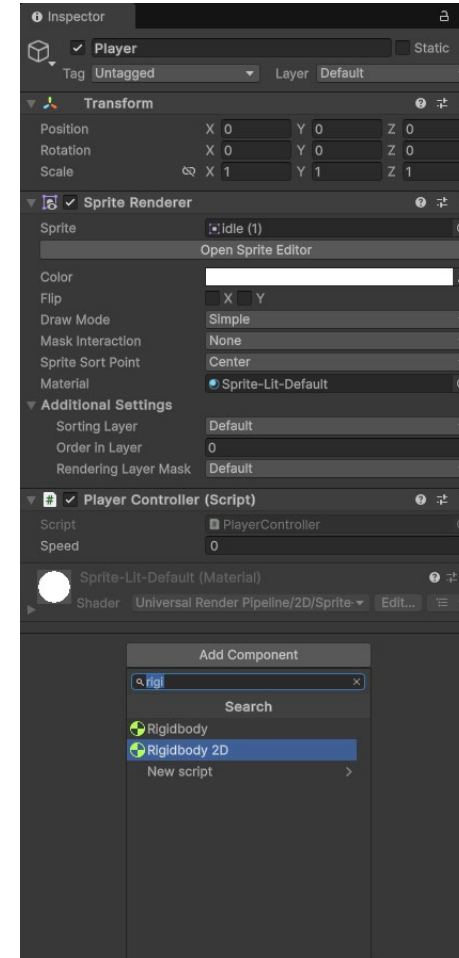 Inspector
Player Static
Tag Untagged Layer Default
Transform
Position X 0 Y 0 Z 0
Rotation X 0 Y 0 Z 0
Scale X 1 Y 1 Z 1
Sprite Renderer
Sprite idle (1)
Open Sprite Editor
Color
Flip X Y
Draw Mode Simple
Mask Interaction None
Sprite Sort Point Center
Material Sprite-Lit-Default
Additional Settings
Sorting Layer Default
Order in Layer 0
Rendering Layer Mask Default
# Player Controller (Script)
Script PlayerController
Speed 0
Sprite-Lit-Default (Material)
Shader Universal Render Pipeline/2D/Sprite- Edit...
Add Component
rigi
Search
Rigidbody
Rigidbody 2D
New script